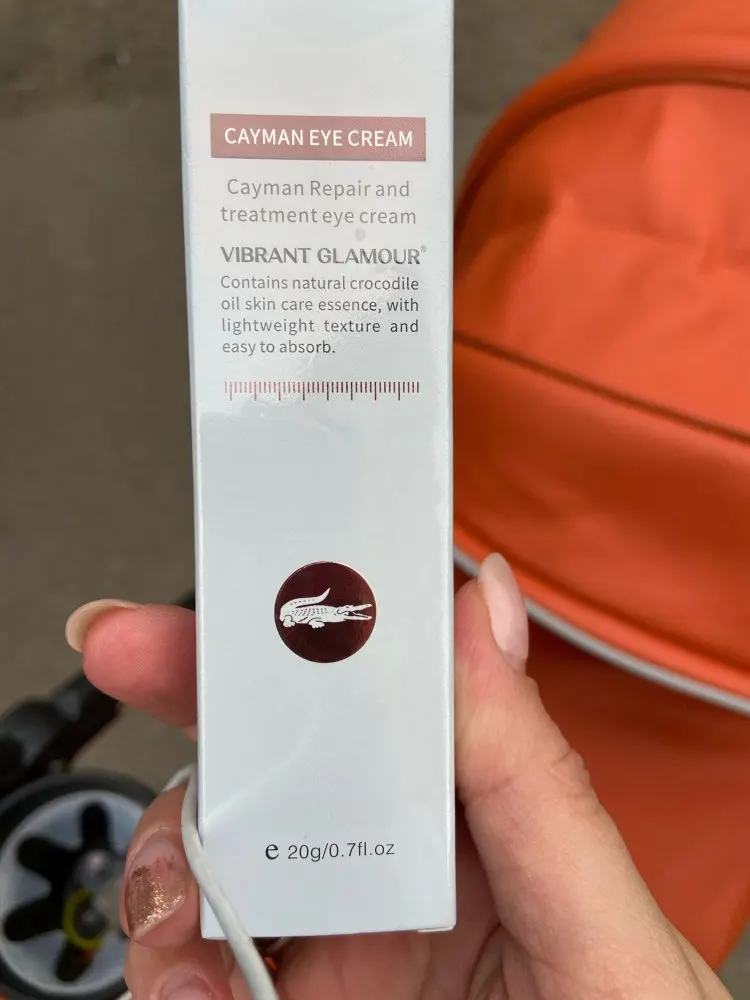 CAYMAN EYE CREAM
Cayman Repair and
treatment eye cream
VIBRANT GLAMOUR®
Contains natural crocodile
oil skin care essence, with
lightweight texture and
easy to absorb.
e 20g/0.7fl.oz